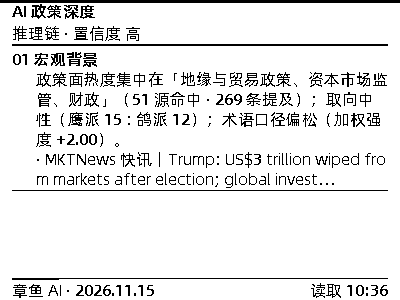 AI 政策深度
推理链 · 置信度 高
01 宏观背景
政策面热度集中在「地缘与贸易政策、资本市场监
管、财政」（51 源命中 · 269 条提及）；取向中
性（鹰派 15 : 鸽派 12）；术语口径偏松（加权强
度 +2.00）。
· MKTNews 快讯｜Trump: US$3 trillion wiped fro
m markets after election; global invest…
章鱼 AI · 2026.11.15
读取 10:36